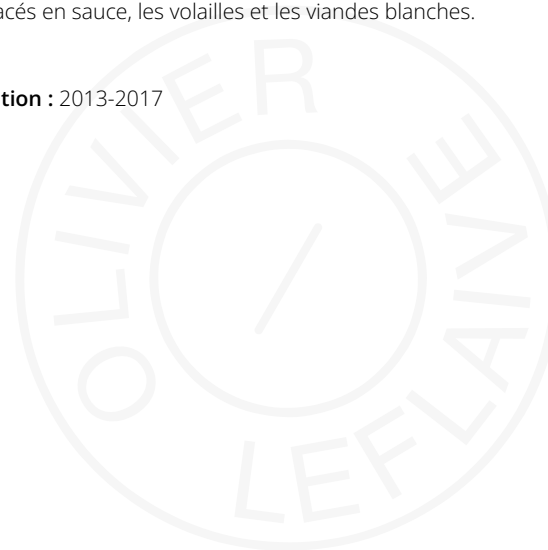 acés en sauce, les volailles et les viandes blanches.
tion : 2013-2017
OLIVIER
LEFLAIVE